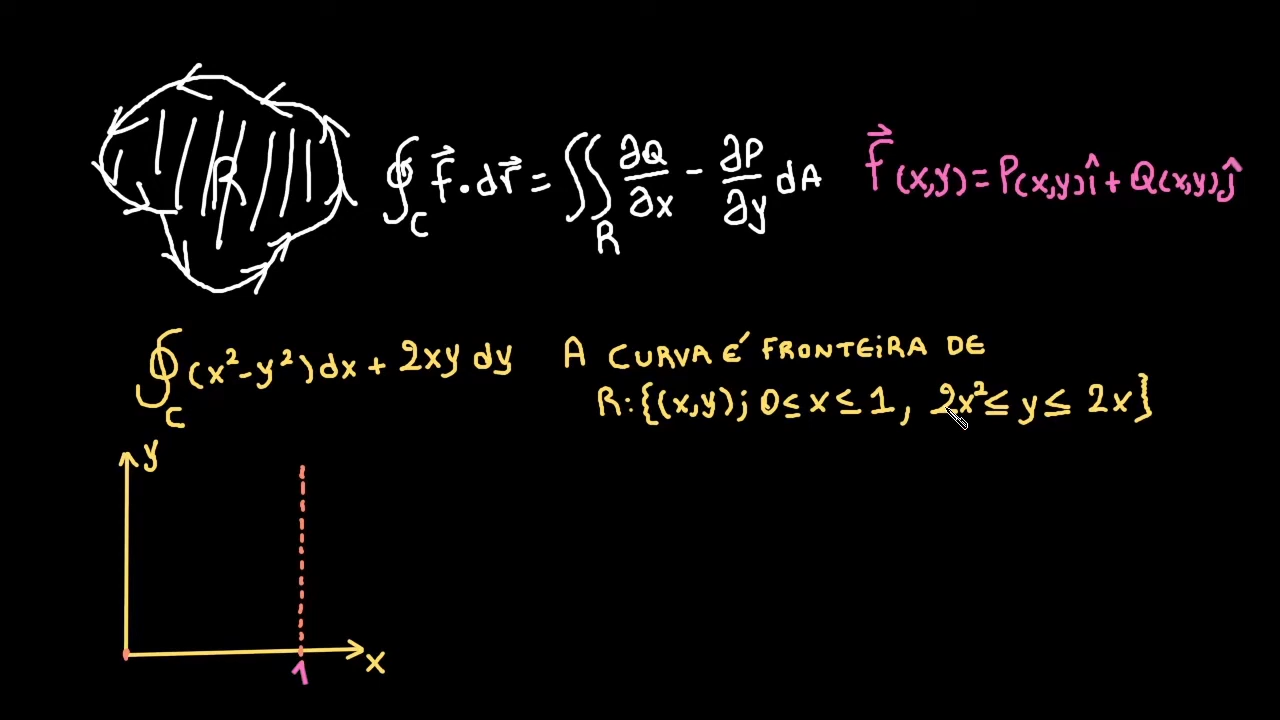 R
∮_C F⃗ · dr⃗ = ∬_R ∂Q/∂x - ∂P/∂y dA
F⃗(x,y) = P(x,y)î + Q(x,y)ĵ
∮_C (x² - y²)dx + 2xy dy
A CURVA É FRONTEIRA DE
R: {(x,y); 0 ≤ x ≤ 1, 2x² ≤ y ≤ 2x}
y
x
1